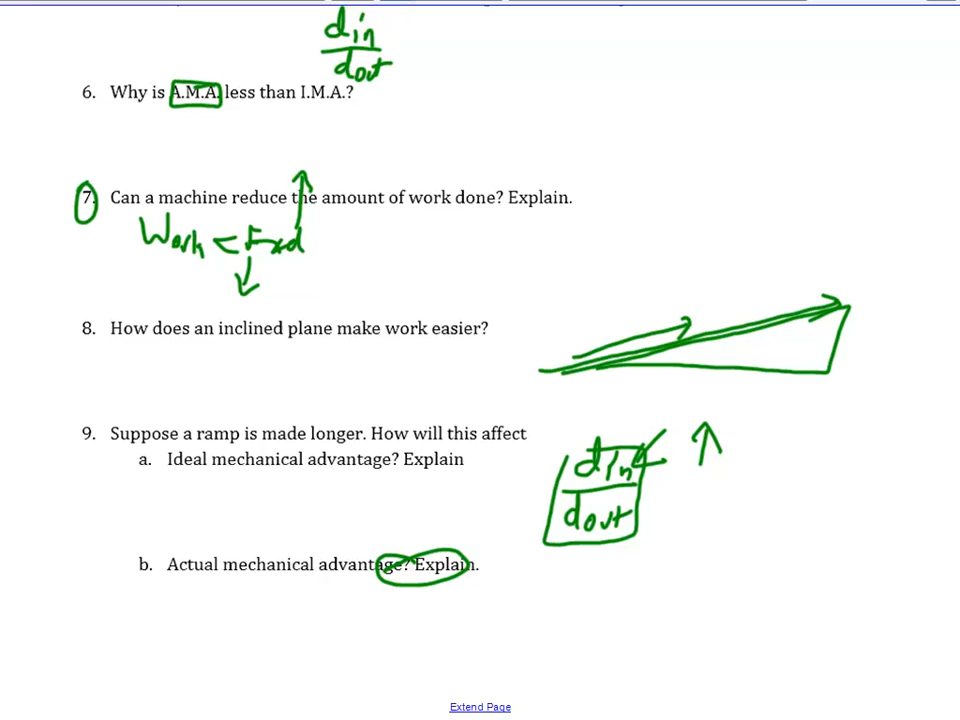 din
dout
6. Why is A.M.A. less than I.M.A.?
7. Can a machine reduce the amount of work done? Explain.
Work = Fxd
8. How does an inclined plane make work easier?
9. Suppose a ramp is made longer. How will this affect
a. Ideal mechanical advantage? Explain
din
dout
b. Actual mechanical advantage? Explain.
Extend Page